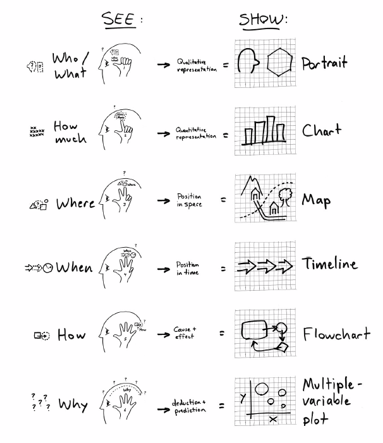 SEE: SHOW:
Who/ what → Qualitative representation = Portrait
How much → Quantitative representation = Chart
Where → Position in space = Map
When → Position in time = Timeline
How → Cause + effect = Flowchart
Why → deduction + prediction = Multiple-variable plot
Y
X